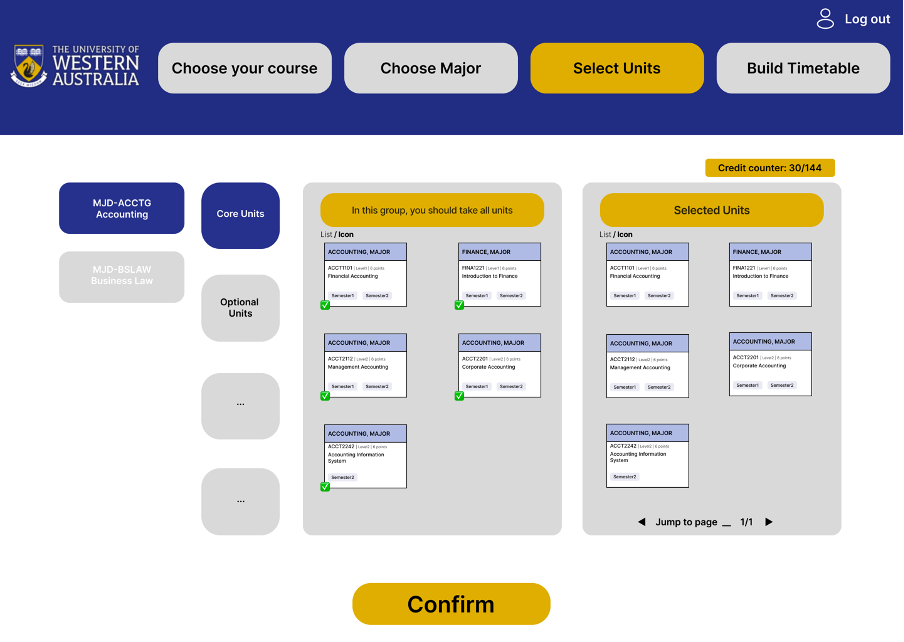 Log out
THE UNIVERSITY OF
WESTERN
AUSTRALIA
Choose your course
Choose Major
Select Units
Build Timetable
Credit counter: 30/144
MJD-ACCTG
Accounting
MJD-BSLAW
Business Law
Core Units
Optional
Units
...
...
In this group, you should take all units
List / Icon
ACCOUNTING, MAJOR
ACCT1101 | Level1 | 6 points
Financial Accounting
Semester1 Semester2
FINANCE, MAJOR
FINA1221 | Level1 | 6 points
Introduction to Finance
Semester1 Semester2
ACCOUNTING, MAJOR
ACCT2112 | Level2 | 6 points
Management Accounting
Semester1 Semester2
ACCOUNTING, MAJOR
ACCT2201 | Level2 | 6 points
Corporate Accounting
Semester1 Semester2
ACCOUNTING, MAJOR
ACCT2242 | Level2 | 6 points
Accounting Information
System
Semester2
Selected Units
List / Icon
ACCOUNTING, MAJOR
ACCT1101 | Level1 | 6 points
Financial Accounting
Semester1 Semester2
FINANCE, MAJOR
FINA1221 | Level1 | 6 points
Introduction to Finance
Semester1 Semester2
ACCOUNTING, MAJOR
ACCT2112 | Level2 | 6 points
Management Accounting
Semester1 Semester2
ACCOUNTING, MAJOR
ACCT2201 | Level2 | 6 points
Corporate Accounting
Semester1 Semester2
ACCOUNTING, MAJOR
ACCT2242 | Level2 | 6 points
Accounting Information
System
Semester2
Jump to page __ 1/1
Confirm